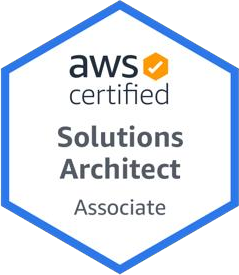 aws
certified
Solutions
Architect
Associate